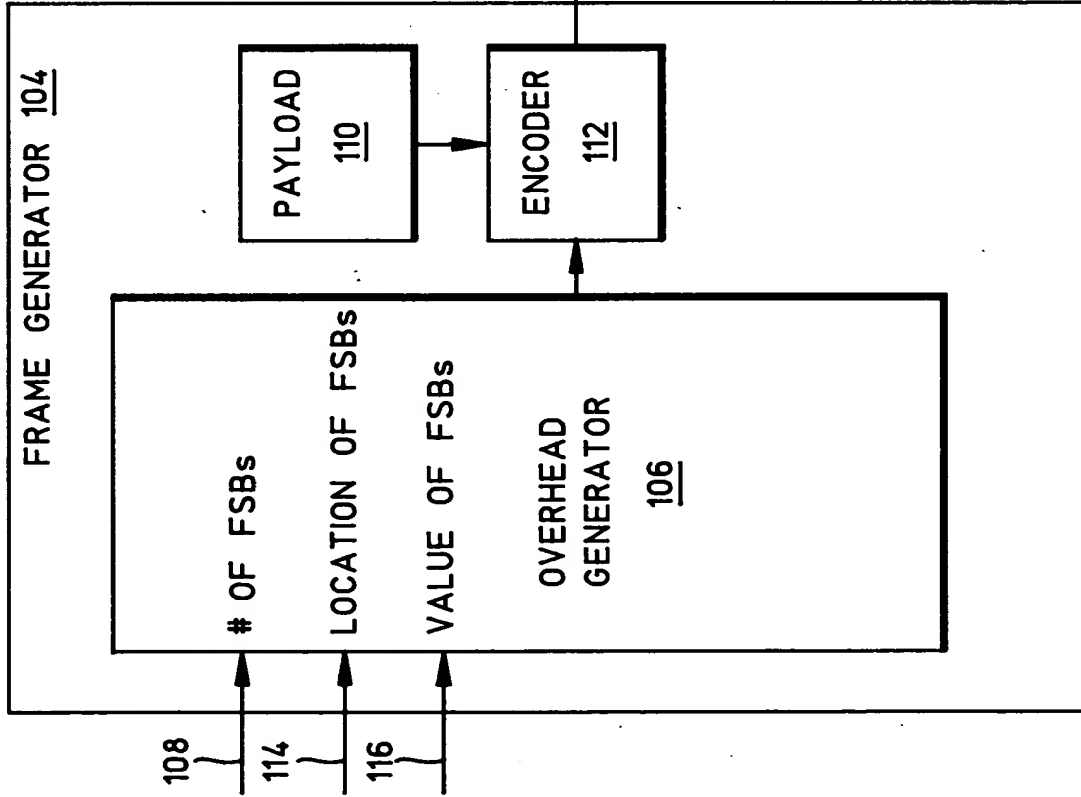 FRAME GENERATOR 104
PAYLOAD
110
ENCODER
112
# OF FSBs
LOCATION OF FSBs
VALUE OF FSBs
OVERHEAD
GENERATOR
106
108
114
116